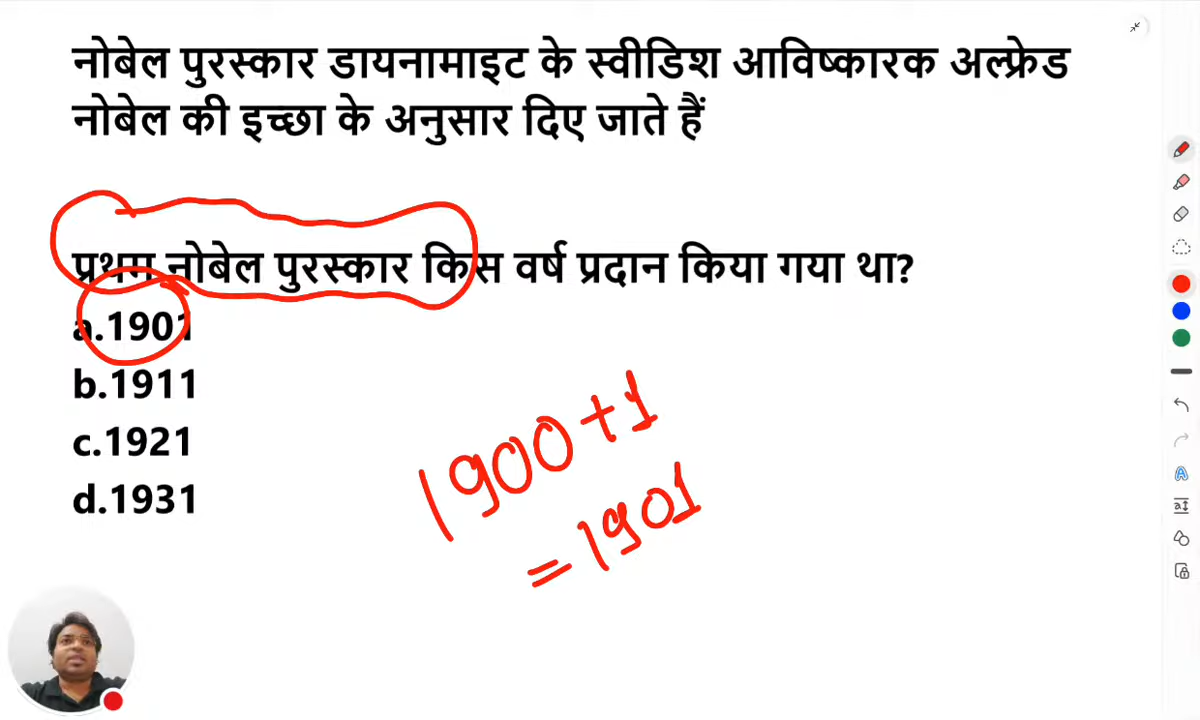 नोबेल पुरस्कार डायनामाइट के स्वीडिश आविष्कारक अल्फ्रेड
नोबेल की इच्छा के अनुसार दिए जाते हैं
प्रथम नोबेल पुरस्कार किस वर्ष प्रदान किया गया था?
a.1901
b.1911
c.1921
d.1931
1900+1
=1901